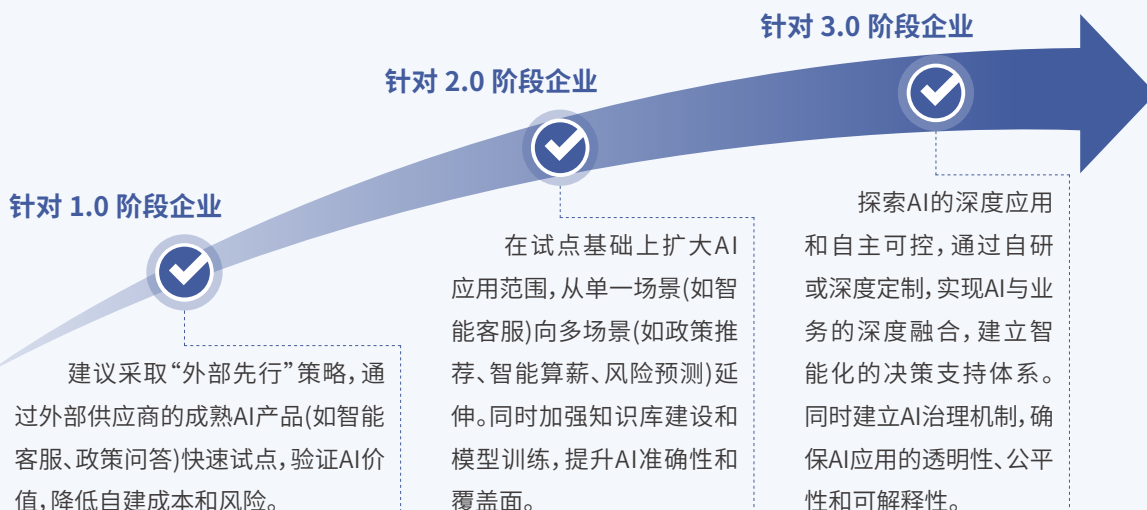 针对 1.0 阶段企业
建议采取“外部先行”策略,通
过外部供应商的成熟AI产品(如智能
客服、政策问答)快速试点,验证AI价
值,降低自建成本和风险。
针对 2.0 阶段企业
在试点基础上扩大AI
应用范围,从单一场景(如智
能客服)向多场景(如政策推
荐、智能算薪、风险预测)延
伸。同时加强知识库建设和
模型训练,提升AI准确性和
覆盖面。
针对 3.0 阶段企业
探索AI的深度应用
和自主可控,通过自研
或深度定制,实现AI与业
务的深度融合,建立智
能化的决策支持体系。
同时建立AI治理机制,确
保AI应用的透明性、公平
性和可解释性。